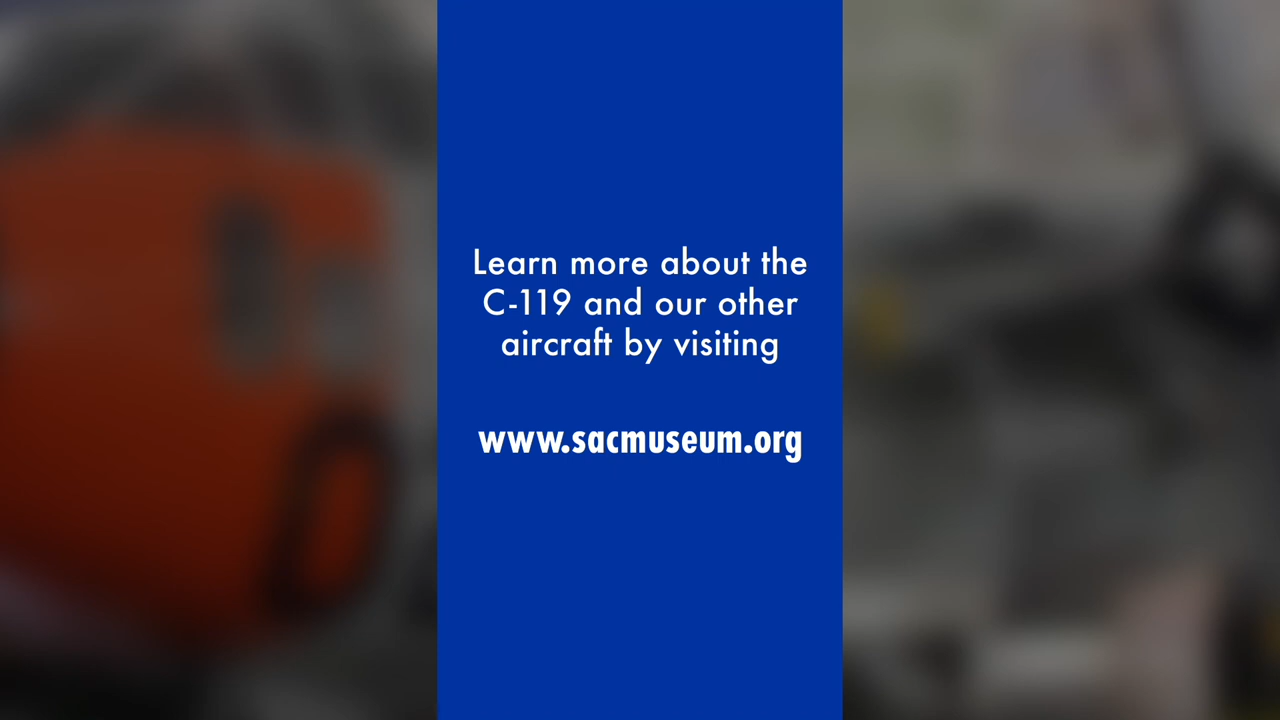 Learn more about the
C-119 and our other
aircraft by visiting
www.sacmuseum.org